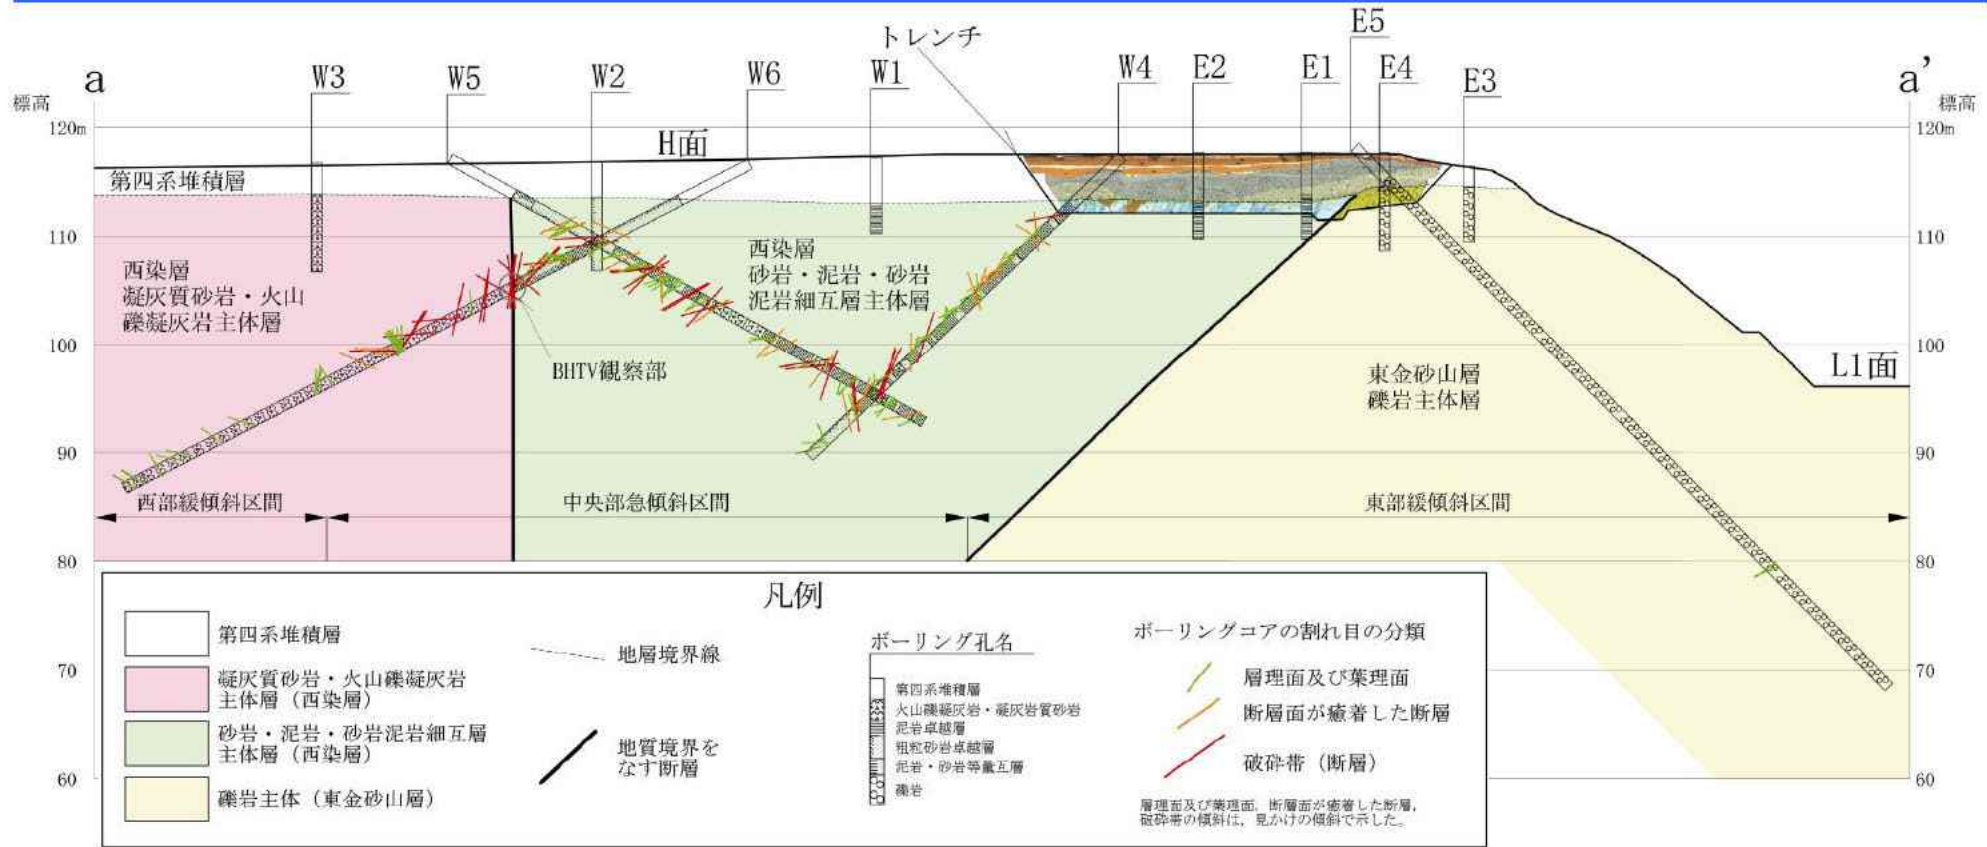 トレンチ
E5
a
W3
W5
W2
W6
W1
W4
E2
E1
E4
E3
a'
標高
標高
120m
120m
H面
第四系堆積層
110
110
西染層
凝灰質砂岩・火山
礫凝灰岩主体層
西染層
砂岩・泥岩・砂岩
泥岩細互層主体層
100
100
BHTV観察部
東金砂山層
礫岩主体層
L1面
90
90
西部緩傾斜区間
中央部急傾斜区間
東部緩傾斜区間
80
80
凡例
第四系堆積層
凝灰質砂岩・火山礫凝灰岩
主体層（西染層）
砂岩・泥岩・砂岩泥岩細互層
主体層（西染層）
礫岩主体（東金砂山層）
地層境界線
地質境界を
なす断層
ボーリング孔名
第四系堆積層
火山礫凝灰岩・凝灰岩質砂岩
泥岩卓越層
粗粒砂岩卓越層
泥岩・砂岩等量互層
礫岩
ボーリングコアの割れ目の分類
層理面及び葉理面
断層面が癒着した断層
破砕帯（断層）
層理面及び葉理面，断層面が癒着した断層，
破砕帯の傾斜は，見かけの傾斜で示した。
70
70
60
60